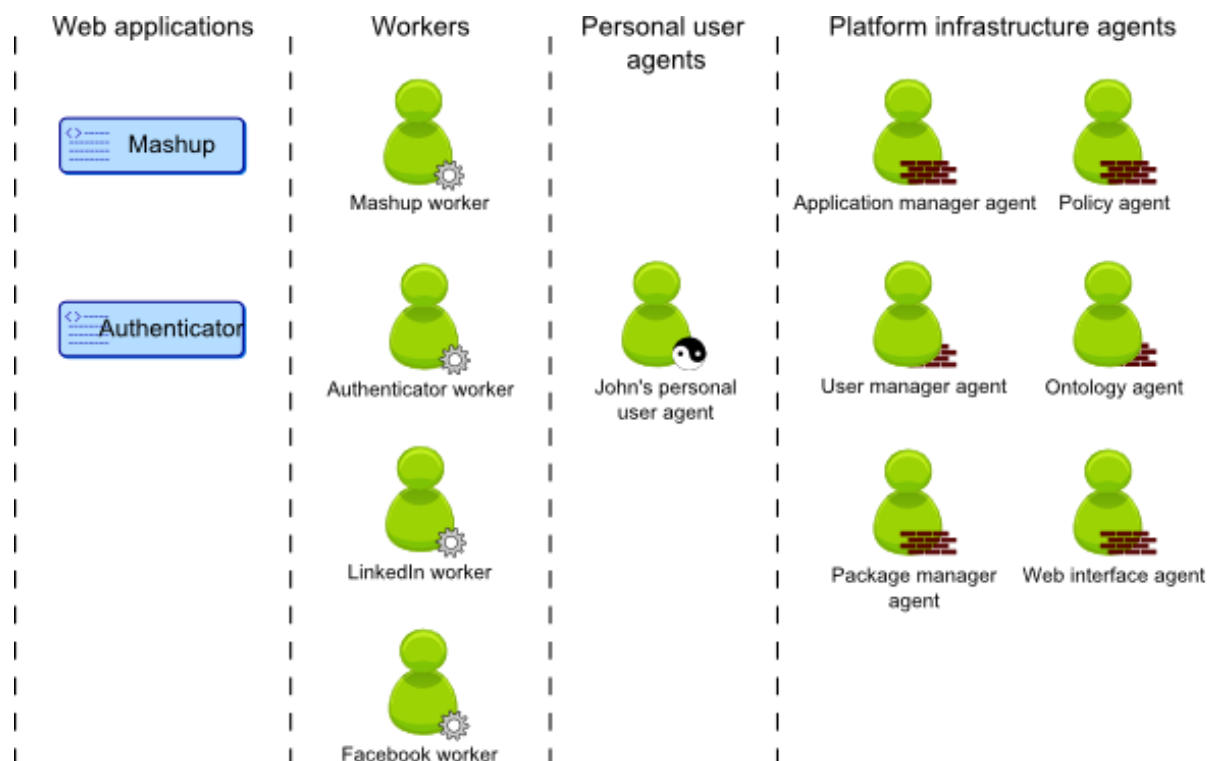 Web applications
Workers
Personal user
agents
Platform infrastructure agents
Mashup
Mashup worker
Application manager agent
Policy agent
Authenticator
Authenticator worker
John's personal
user agent
User manager agent
Ontology agent
LinkedIn worker
Package manager
agent
Web interface agent
Facebook worker